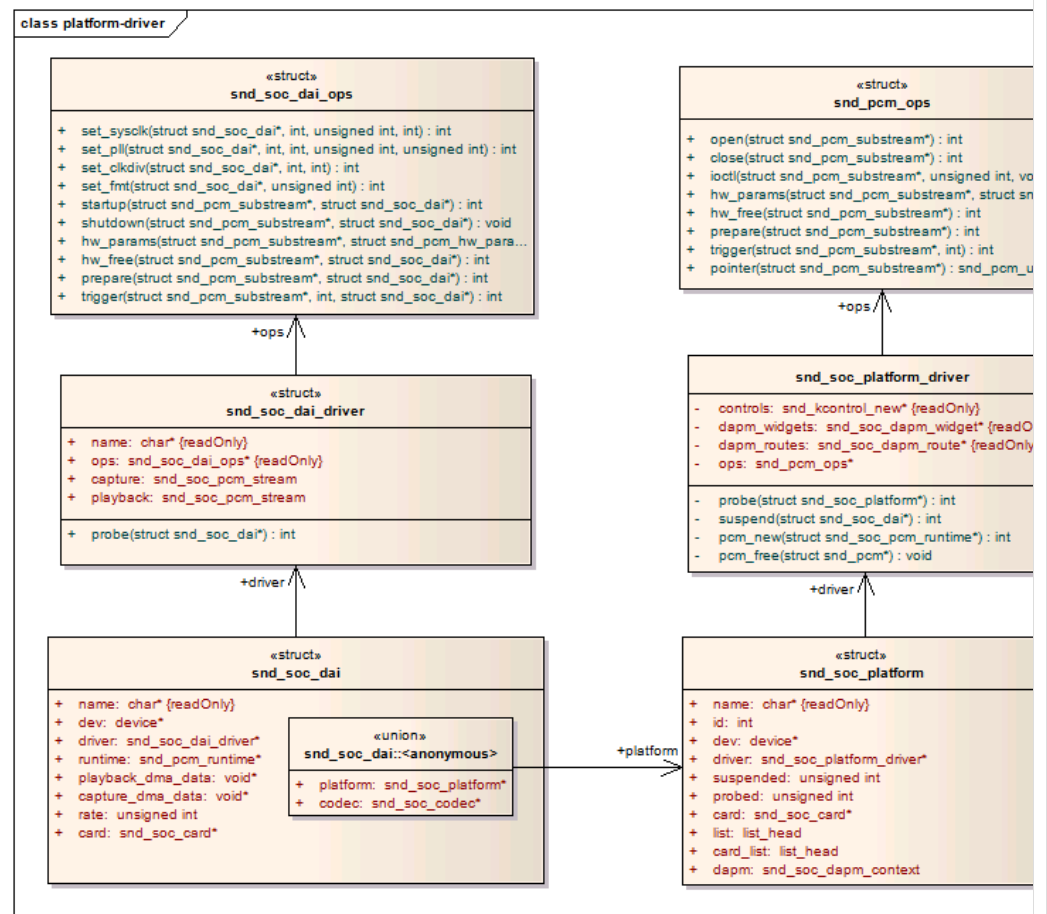 class platform-driver
«struct»
snd_soc_dai_ops
+ set_sysclk(struct snd_soc_dai*, int, unsigned int, int) : int
+ set_pll(struct snd_soc_dai*, int, int, unsigned int, unsigned int) : int
+ set_clkdiv(struct snd_soc_dai*, int, int) : int
+ set_fmt(struct snd_soc_dai*, unsigned int) : int
+ startup(struct snd_pcm_substream*, struct snd_soc_dai*) : int
+ shutdown(struct snd_pcm_substream*, struct snd_soc_dai*) : void
+ hw_params(struct snd_pcm_substream*, struct snd_pcm_hw_para...
+ hw_free(struct snd_pcm_substream*, struct snd_soc_dai*) : int
+ prepare(struct snd_pcm_substream*, struct snd_soc_dai*) : int
+ trigger(struct snd_pcm_substream*, int, struct snd_soc_dai*) : int
+ops
«struct»
snd_soc_dai_driver
+ name: char* {readOnly}
+ ops: snd_soc_dai_ops* {readOnly}
+ capture: snd_soc_pcm_stream
+ playback: snd_soc_pcm_stream
+ probe(struct snd_soc_dai*) : int
+driver
«struct»
snd_soc_dai
+ name: char* {readOnly}
+ dev: device*
+ driver: snd_soc_dai_driver*
+ runtime: snd_pcm_runtime*
+ playback_dma_data: void*
+ capture_dma_data: void*
+ rate: unsigned int
+ card: snd_soc_card*
«union»
snd_soc_dai::<anonymous>
+ platform: snd_soc_platform*
+ codec: snd_soc_codec*
+platform
«struct»
snd_pcm_ops
+ open(struct snd_pcm_substream*) : int
+ close(struct snd_pcm_substream*) : int
+ ioctl(struct snd_pcm_substream*, unsigned int, vo
+ hw_params(struct snd_pcm_substream*, struct sn
+ hw_free(struct snd_pcm_substream*) : int
+ prepare(struct snd_pcm_substream*) : int
+ trigger(struct snd_pcm_substream*, int) : int
+ pointer(struct snd_pcm_substream*) : snd_pcm_u
+ops
snd_soc_platform_driver
- controls: snd_kcontrol_new* {readOnly}
- dapm_widgets: snd_soc_dapm_widget* {readO
- dapm_routes: snd_soc_dapm_route* {readOnly
- ops: snd_pcm_ops*
- probe(struct snd_soc_platform*) : int
- suspend(struct snd_soc_dai*) : int
- pcm_new(struct snd_soc_pcm_runtime*) : int
- pcm_free(struct snd_pcm*) : void
+driver
«struct»
snd_soc_platform
+ name: char* {readOnly}
+ id: int
+ dev: device*
+ driver: snd_soc_platform_driver*
+ suspended: unsigned int
+ probed: unsigned int
+ card: snd_soc_card*
+ list: list_head
+ card_list: list_head
+ dapm: snd_soc_dapm_context